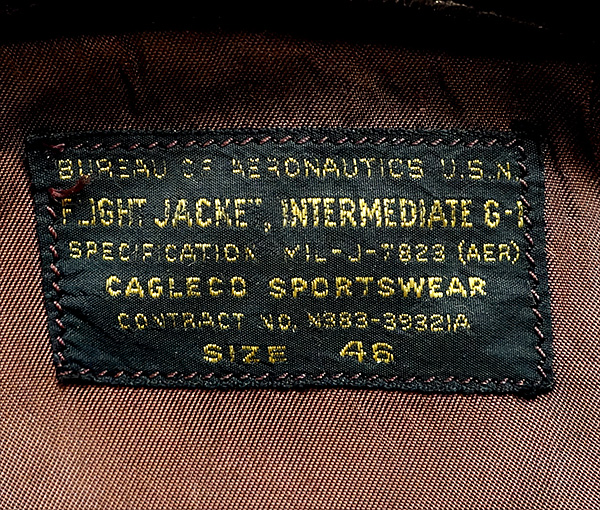 BUREAU OF AERONAUTICS U.S.N.
FLIGHT JACKET, INTERMEDIATE G-1
SPECIFICATION MIL-J-7823 (AER)
CAGLECO SPORTSWEAR
CONTRACT NO. N383-39321A
SIZE 46